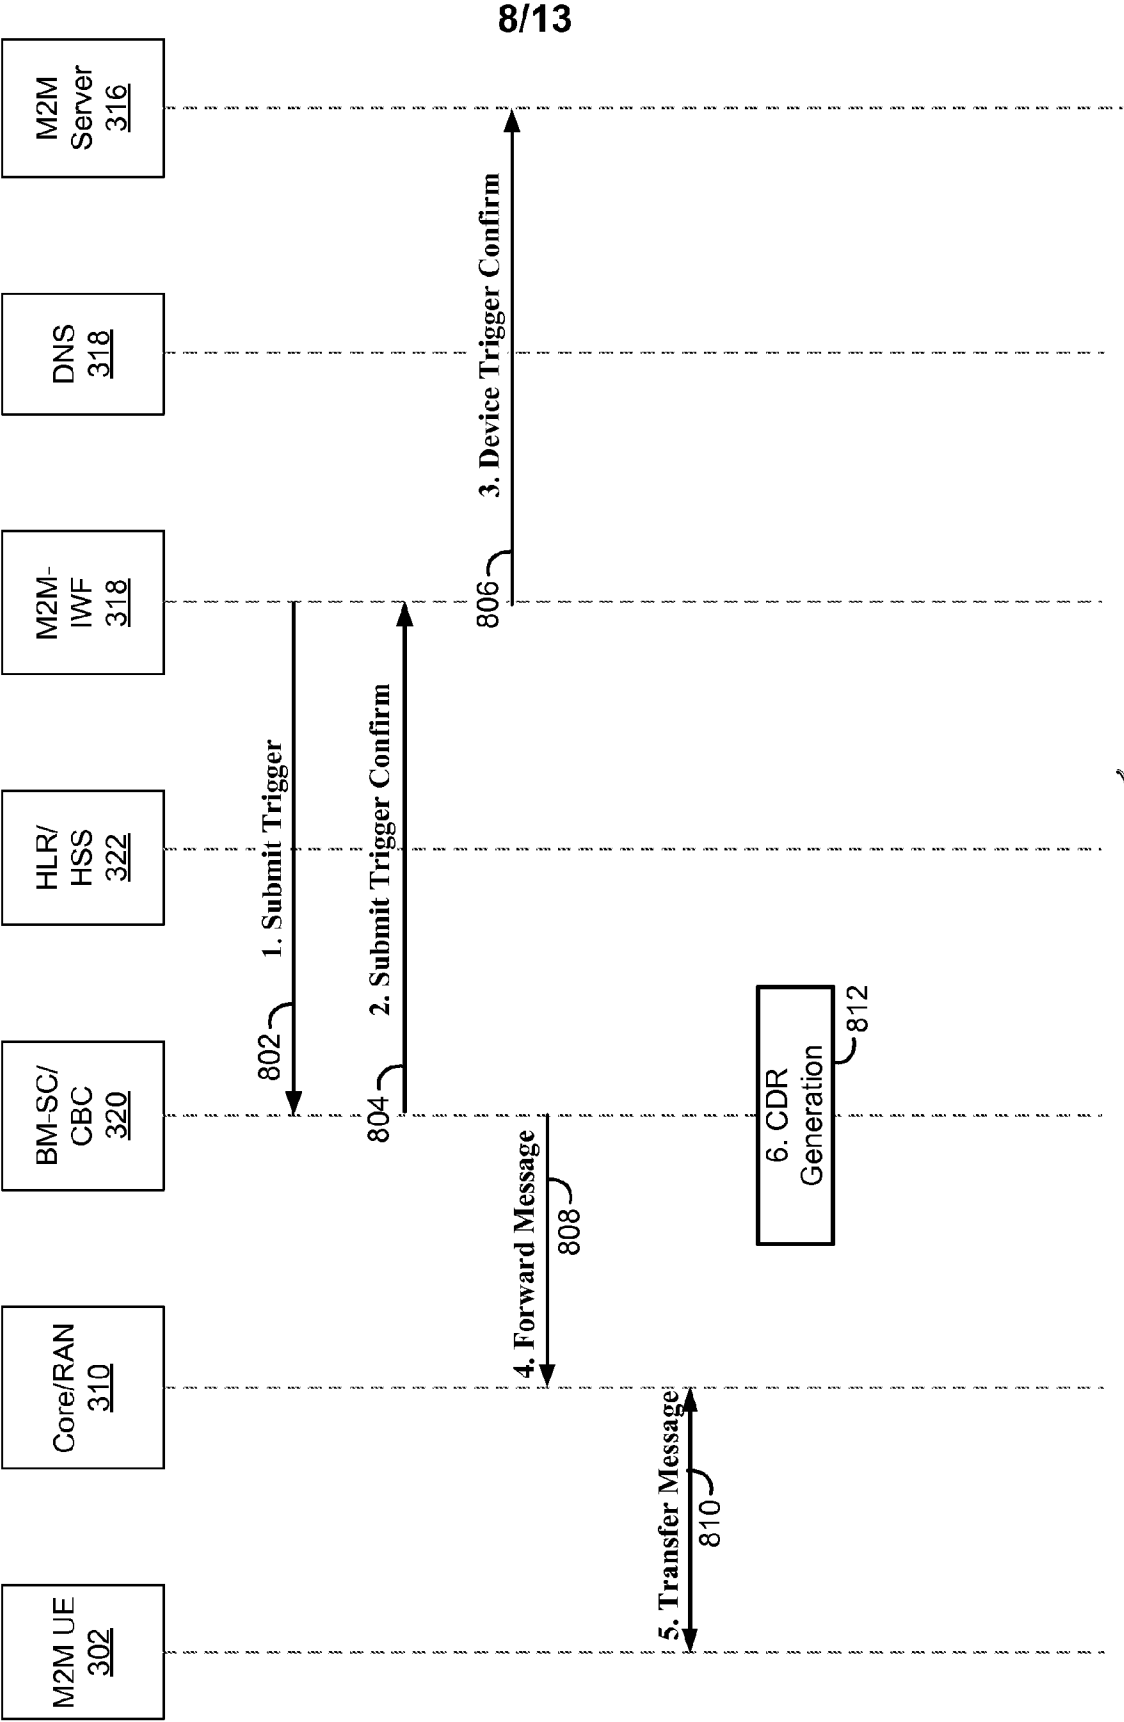 8/13
M2M UE
302
Core/RAN
310
BM-SC/
CBC
320
HLR/
HSS
322
M2M-
IWF
318
DNS
318
M2M
Server
316
1. Submit Trigger
802
2. Submit Trigger Confirm
804
3. Device Trigger Confirm
806
4. Forward Message
808
5. Transfer Message
810
6. CDR
Generation
812